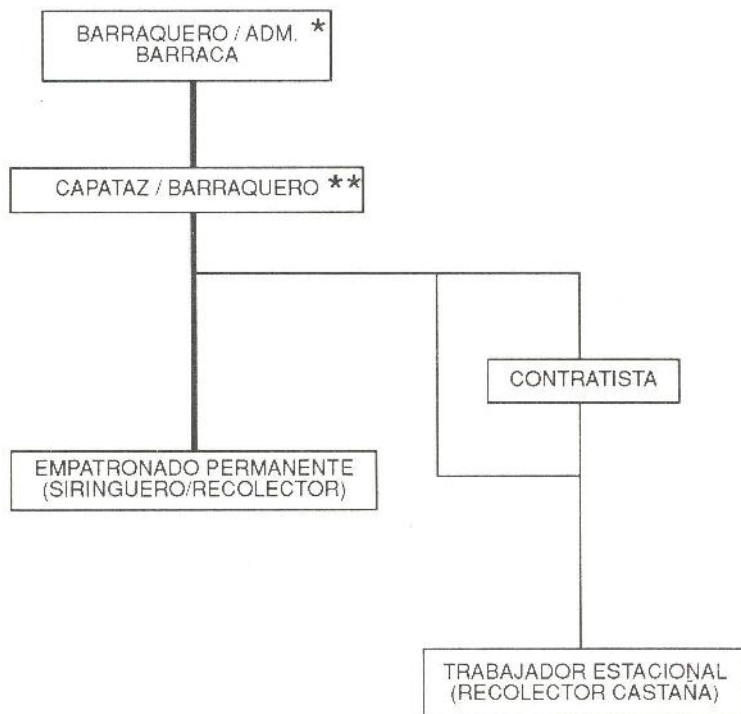 BARRAQUERO / ADM. *
BARRACA
CAPATAZ / BARRAQUERO **
CONTRATISTA
EMPATRONADO PERMANENTE
(SIRINGUERO/RECOLECTOR)
TRABAJADOR ESTACIONAL
(RECOLECTOR CASTAÑA)